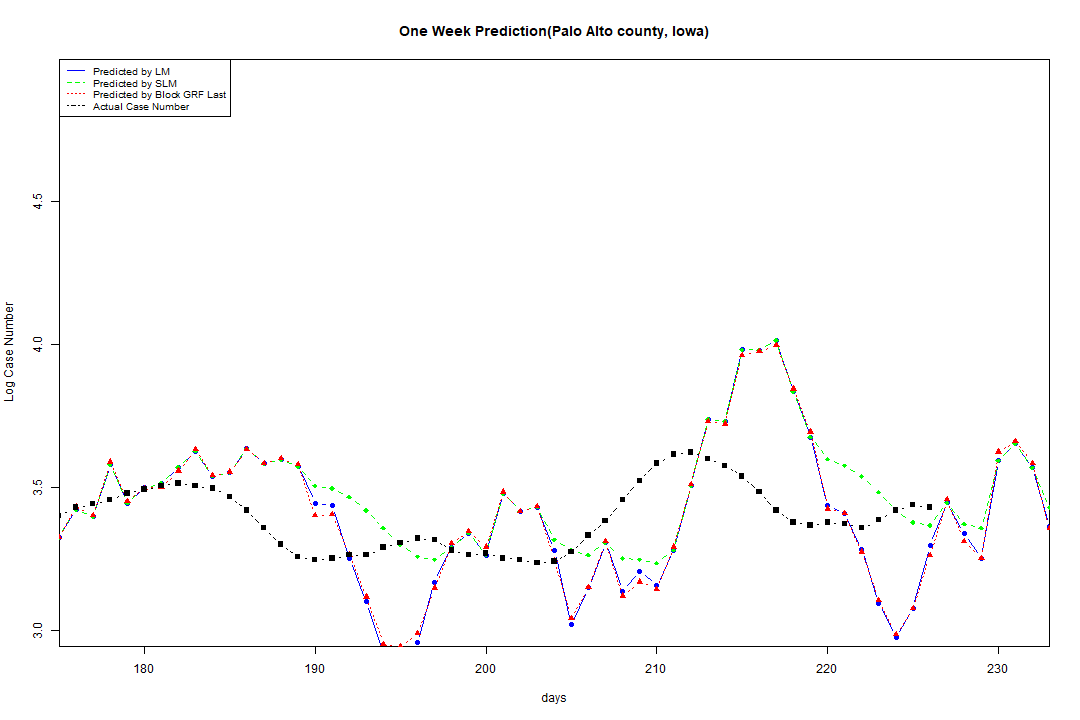 One Week Prediction(Palo Alto county, Iowa)
Predicted by LM
Predicted by SLM
Predicted by Block GRF Last
Actual Case Number
Log Case Number
4.5
4.0
3.5
3.0
180 190 200 210 220 230
days